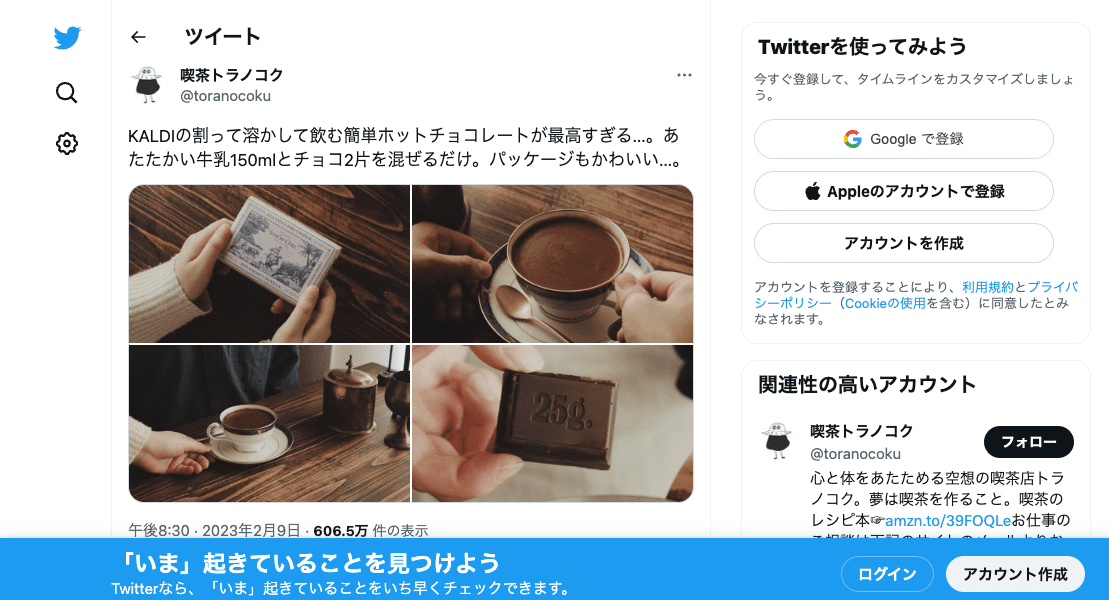 ツイート
喫茶トラノコク
@toranocoku
KALDIの割って溶かして飲む簡単ホットチョコレートが最高すぎる...。あ
たたかい牛乳150mlとチョコ2片を混ぜるだけ。パッケージもかわいい...。
25g.
午後8:30 · 2023年2月9日 · 606.5万 件の表示
Twitterを使ってみよう
今すぐ登録して、タイムラインをカスタマイズしましょ
う。
Google で登録
Appleのアカウントで登録
アカウントを作成
アカウントを登録することにより、利用規約とプライバ
シーポリシー（Cookieの使用を含む）に同意したとみ
なされます。
関連性の高いアカウント
喫茶トラノコク
@toranocoku
フォロー
心と体をあたためる空想の喫茶店トラ
ノコク。夢は喫茶を作ること。喫茶の
レシピ本☞amzn.to/39FOQLeお仕事の
「いま」起きていることを見つけよう
Twitterなら、「いま」起きていることをいち早くチェックできます。
ログイン
アカウント作成